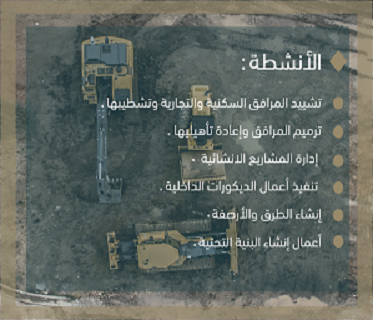 الأنشطة:
تشييد المرافق السكنية والتجارية وتشطيبها.
ترميم المرافق وإعادة تأهيلها .
إدارة المشاريع الانشائية .
تنفيذ أعمال الديكورات الداخلية .
إنشاء الطرق والأرصفة.
أعمال إنشاء البنية التحتية.